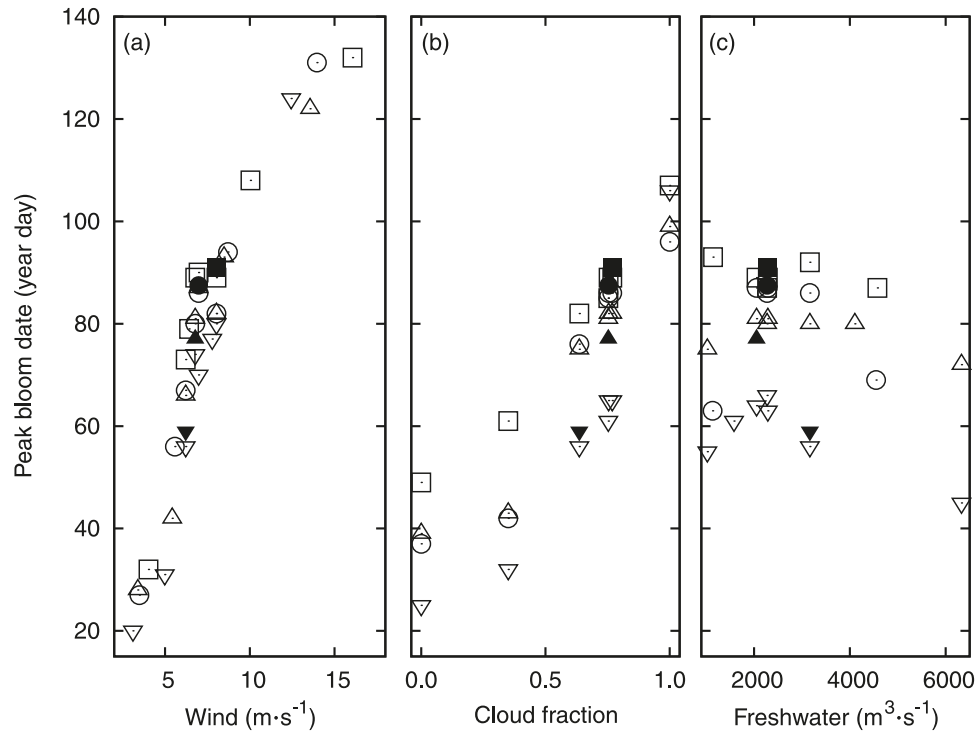 140
120
100
80
60
40
20
Peak bloom date (year day)
(a)
(b)
(c)
5 10 15
0.0 0.5 1.0
2000 4000 6000
Wind (m·s⁻¹)
Cloud fraction
Freshwater (m³·s⁻¹)